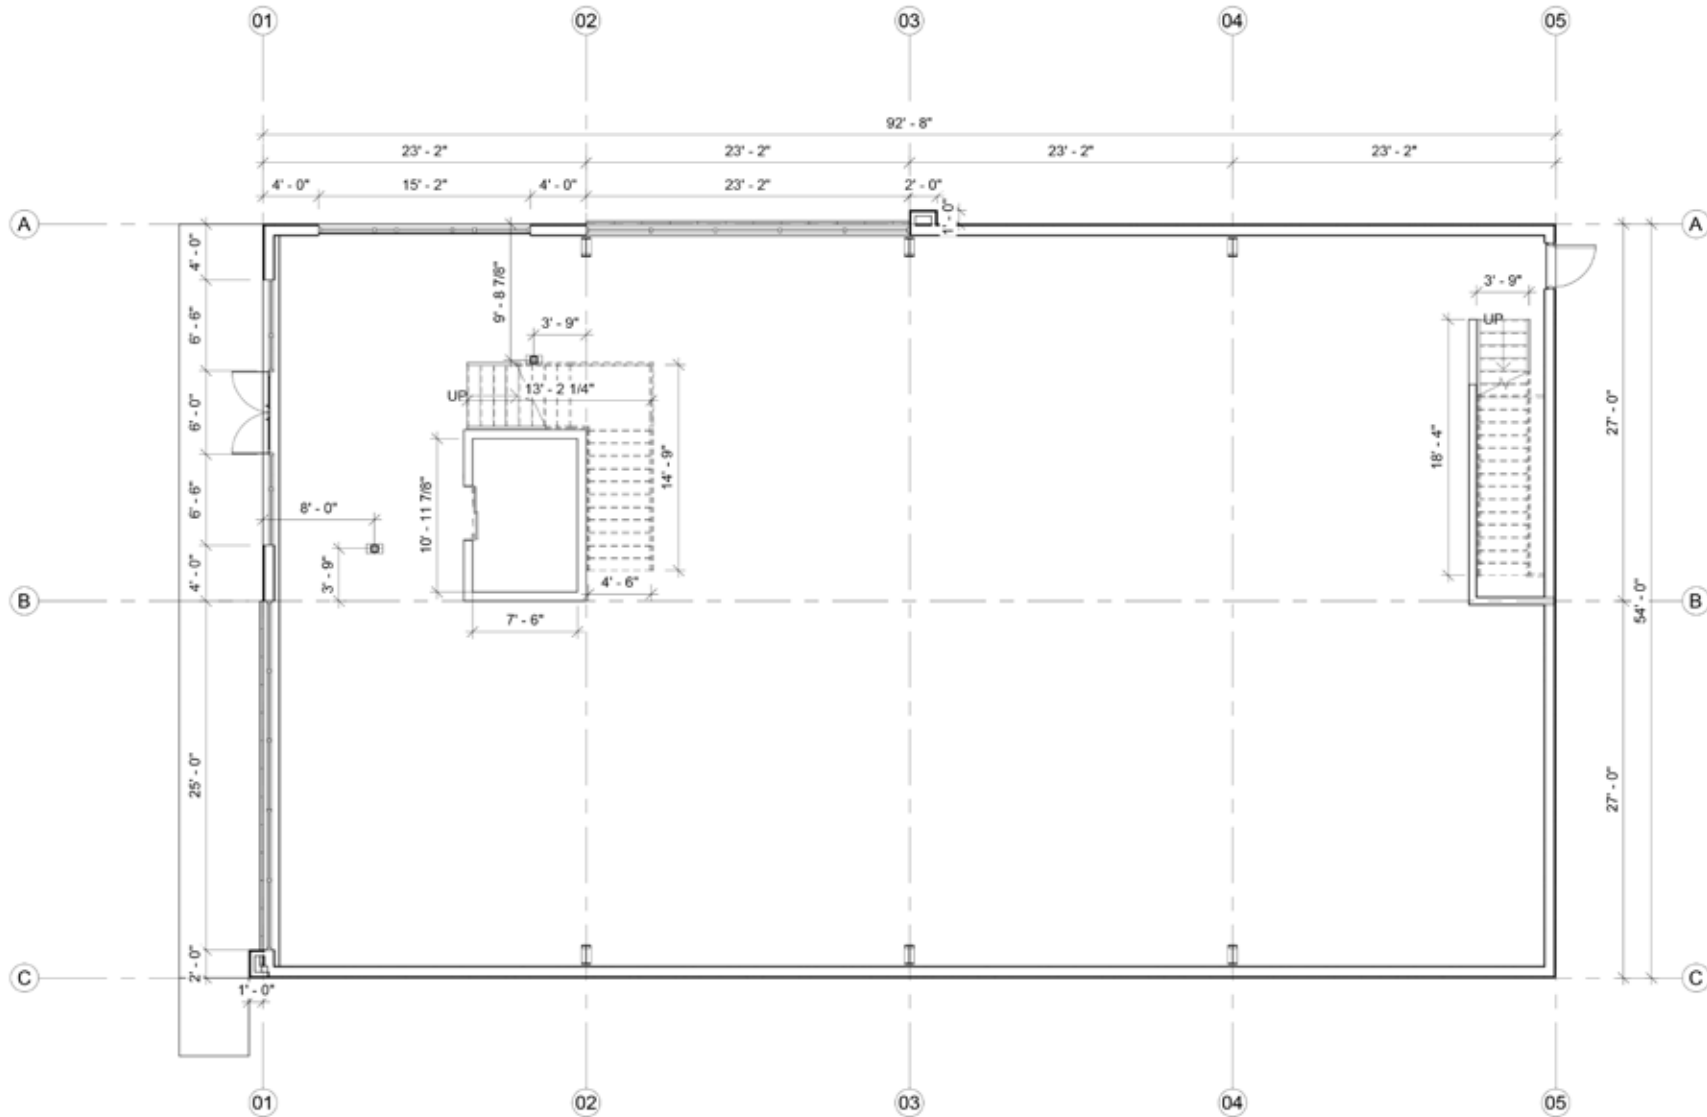 01 02 03 04 05
92' - 8"
23' - 2" 23' - 2" 23' - 2" 23' - 2"
4' - 0" 15' - 2" 4' - 0" 23' - 2" 2' - 0"
A A
1' - 0"
4' - 0"
9' - 8 7/8"
3' - 9"
6' - 6"
3' - 9"
UP
13' - 2 1/4"
UP
6' - 0"
27' - 0"
18' - 4"
14' - 9"
10' - 11 7/8"
6' - 6"
8' - 0"
3' - 9"
4' - 0"
4' - 6"
B B
54' - 0"
7' - 6"
25' - 0"
27' - 0"
2' - 0"
C C
1' - 0"
01 02 03 04 05